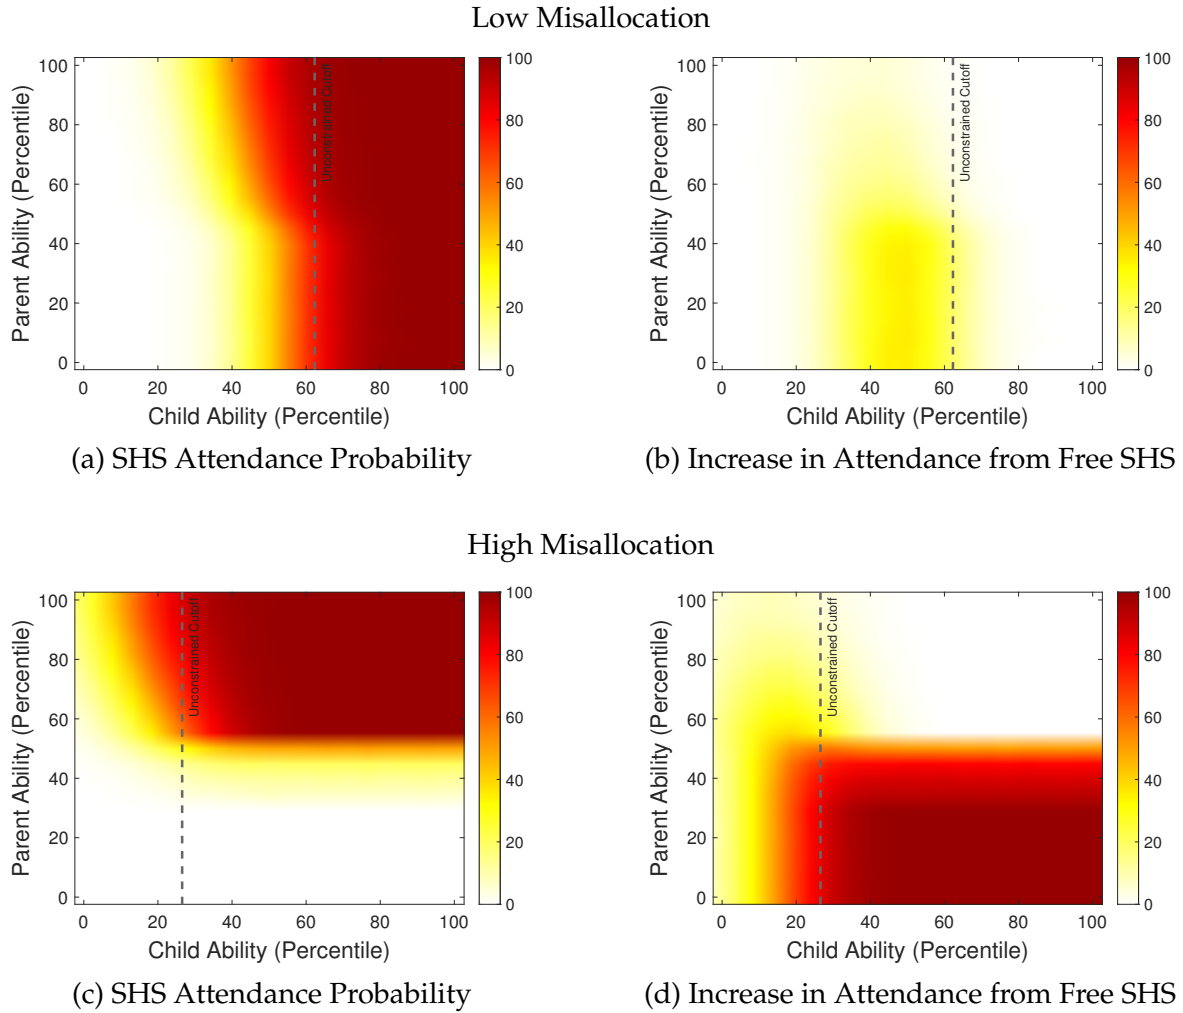 Low Misallocation
Parent Ability (Percentile)
100
80
60
40
20
0
Unconstrained Cutoff
0 20 40 60 80 100
Child Ability (Percentile)
100
80
60
40
20
0
(a) SHS Attendance Probability
Parent Ability (Percentile)
100
80
60
40
20
0
Unconstrained Cutoff
0 20 40 60 80 100
Child Ability (Percentile)
100
80
60
40
20
0
(b) Increase in Attendance from Free SHS
High Misallocation
Parent Ability (Percentile)
100
80
60
40
20
0
Unconstrained Cutoff
0 20 40 60 80 100
Child Ability (Percentile)
100
80
60
40
20
0
(c) SHS Attendance Probability
Parent Ability (Percentile)
100
80
60
40
20
0
Unconstrained Cutoff
0 20 40 60 80 100
Child Ability (Percentile)
100
80
60
40
20
0
(d) Increase in Attendance from Free SHS